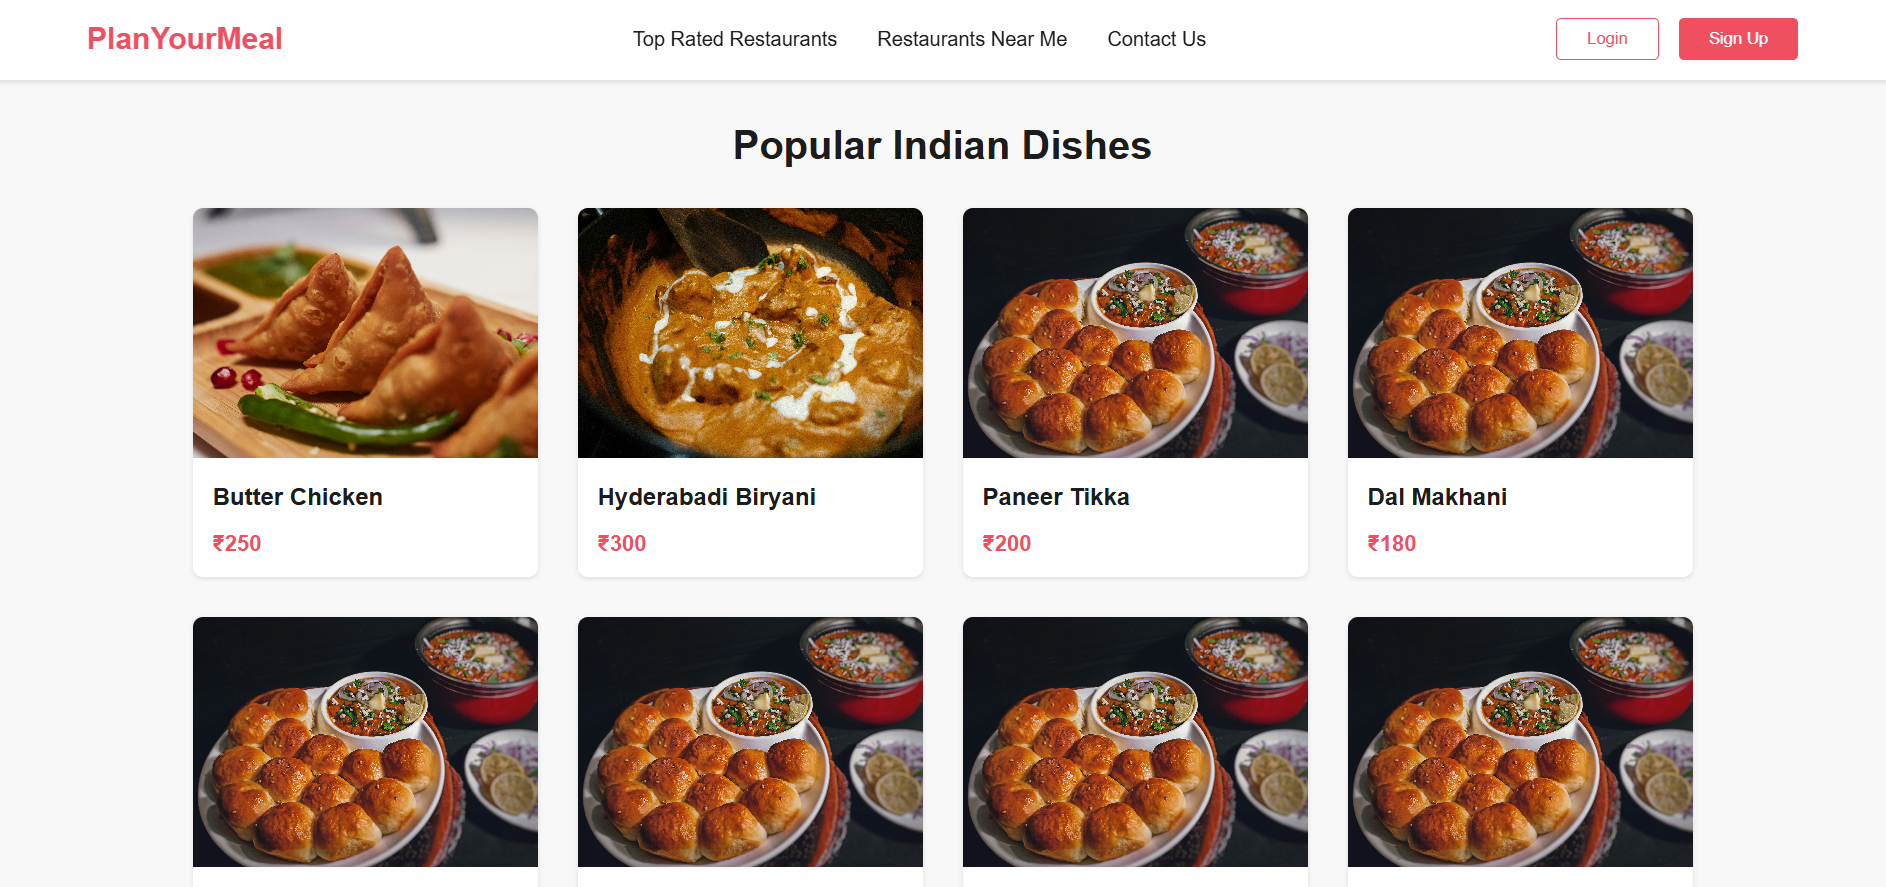 PlanYourMeal
Top Rated Restaurants
Restaurants Near Me
Contact Us
Login
Sign Up
Popular Indian Dishes
Butter Chicken
₹250
Hyderabadi Biryani
₹300
Paneer Tikka
₹200
Dal Makhani
₹180